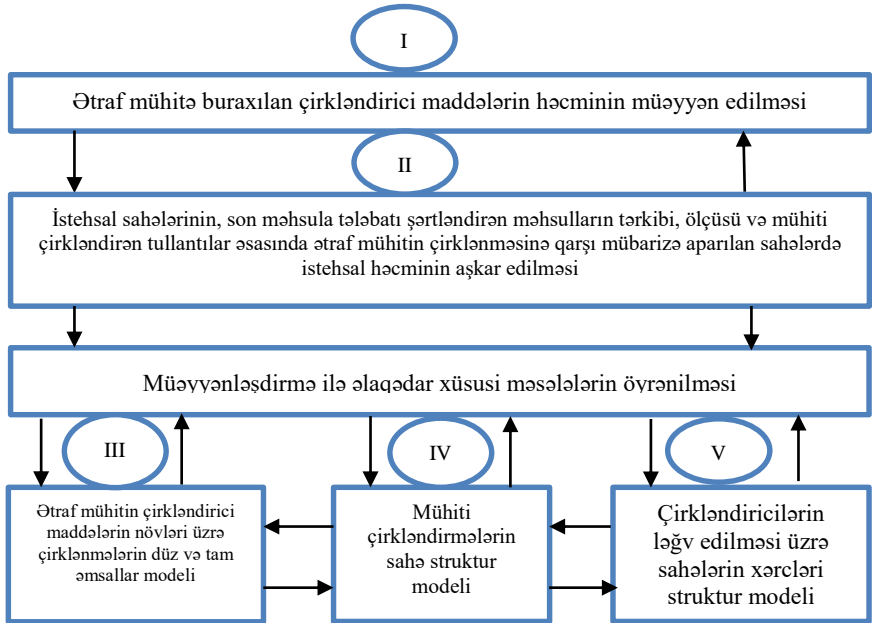 I
Ətraf mühitə buraxılan çirkləndirici maddələrin həcminin müəyyən edilməsi
II
İstehsal sahələrinin, son məhsula tələbatı şərtləndirən məhsulların tərkibi, ölçüsü və mühiti
çirkləndirən tullantılar əsasında ətraf mühitin çirklənməsinə qarşı mübarizə aparılan sahələrdə
istehsal həcminin aşkar edilməsi
Müəyyənləşdirmə ilə əlaqədar xüsusi məsələlərin öyrənilməsi
III
IV
V
Ətraf mühitin çirkləndirici
maddələrin növləri üzrə
çirklənmələrin düz və tam
əmsallar modeli
Mühiti
çirkləndirmələrin
sahə struktur
modeli
Çirkləndiricilərin
ləğv edilməsi üzrə
sahələrin xərcləri
struktur modeli